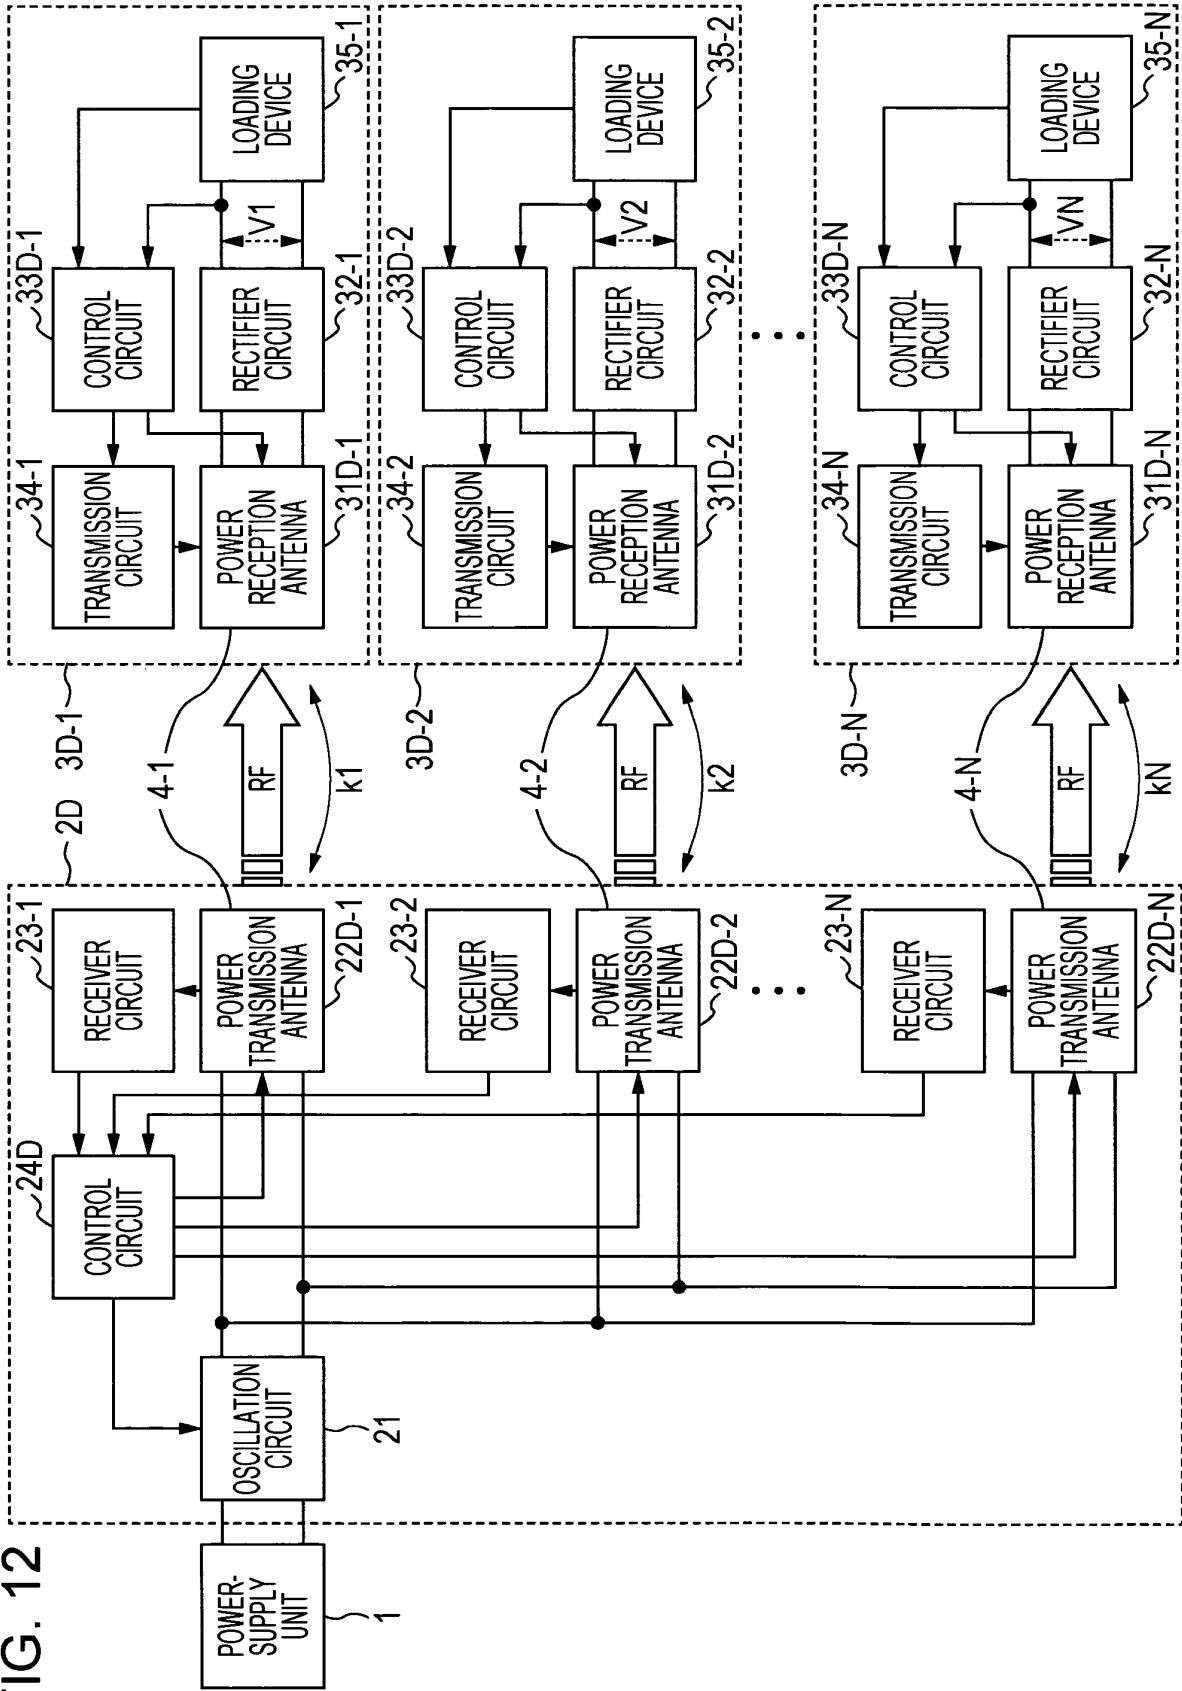 FIG. 12
POWER-
SUPPLY
UNIT
1
2D
OSCILLATION
CIRCUIT
21
CONTROL
CIRCUIT
24D
RECEIVER
CIRCUIT
23-1
POWER
TRANSMISSION
ANTENNA
22D-1
RECEIVER
CIRCUIT
23-2
POWER
TRANSMISSION
ANTENNA
22D-2
RECEIVER
CIRCUIT
23-N
POWER
TRANSMISSION
ANTENNA
22D-N
4-1
RF
k1
4-2
RF
k2
4-N
RF
kN
3D-1
TRANSMISSION
CIRCUIT
34-1
POWER
RECEPTION
ANTENNA
31D-1
CONTROL
CIRCUIT
33D-1
RECTIFIER
CIRCUIT
32-1
V1
LOADING
DEVICE
35-1
3D-2
TRANSMISSION
CIRCUIT
34-2
POWER
RECEPTION
ANTENNA
31D-2
CONTROL
CIRCUIT
33D-2
RECTIFIER
CIRCUIT
32-2
V2
LOADING
DEVICE
35-2
3D-N
TRANSMISSION
CIRCUIT
34-N
POWER
RECEPTION
ANTENNA
31D-N
CONTROL
CIRCUIT
33D-N
RECTIFIER
CIRCUIT
32-N
VN
LOADING
DEVICE
35-N